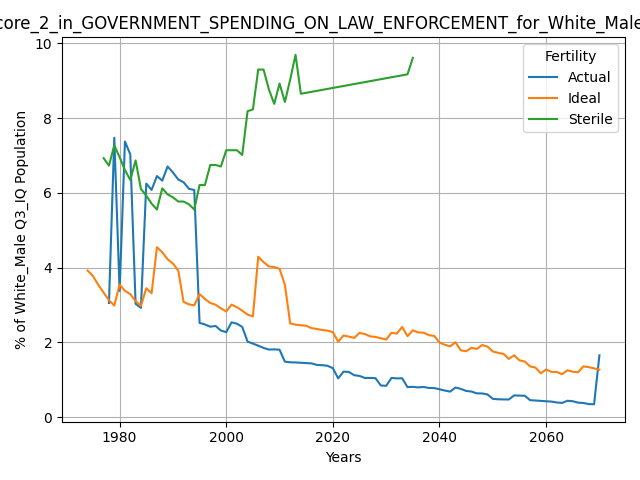 core_2_in_GOVERNMENT_SPENDING_ON_LAW_ENFORCEMENT_for_White_Male
Fertility
Actual
Ideal
Sterile
% of White_Male Q3_IQ Population
10
8
6
4
2
0
1980
2000
2020
2040
2060
Years